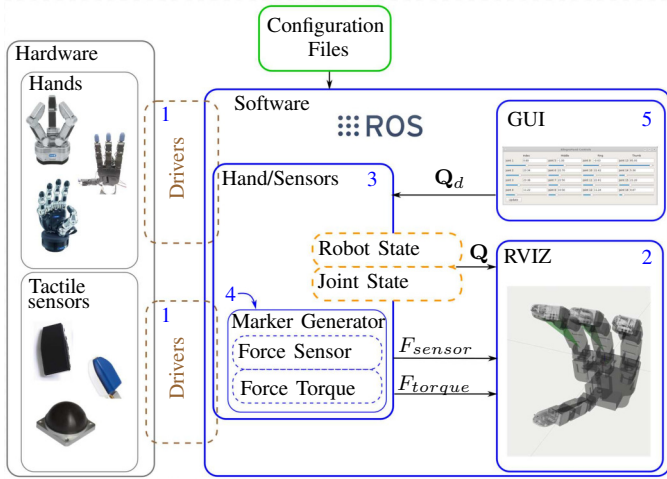 Configuration
Files
Hardware
Hands
Tactile
sensors
1
Drivers
1
Drivers
Software
ROS
Hand/Sensors
3
Robot State
Joint State
4
Marker Generator
Force Sensor
Force Torque
GUI
5
Q_d
Q
RVIZ
2
F_sensor
F_torque